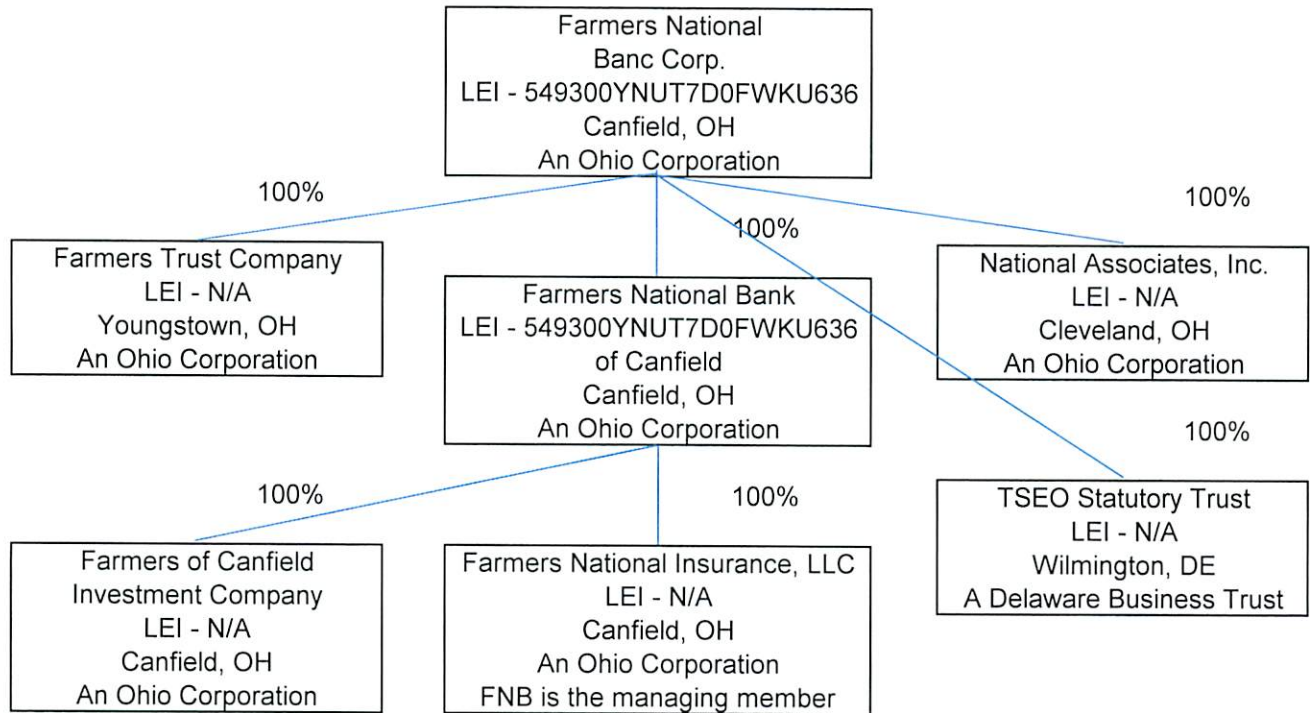 Farmers National
Banc Corp.
LEI - 549300YNUT7D0FWKU636
Canfield, OH
An Ohio Corporation
100%
100%
100%
Farmers Trust Company
LEI - N/A
Youngstown, OH
An Ohio Corporation
Farmers National Bank
LEI - 549300YNUT7D0FWKU636
of Canfield
Canfield, OH
An Ohio Corporation
National Associates, Inc.
LEI - N/A
Cleveland, OH
An Ohio Corporation
100%
100%
100%
Farmers of Canfield
Investment Company
LEI - N/A
Canfield, OH
An Ohio Corporation
Farmers National Insurance, LLC
LEI - N/A
Canfield, OH
An Ohio Corporation
FNB is the managing member
TSEO Statutory Trust
LEI - N/A
Wilmington, DE
A Delaware Business Trust